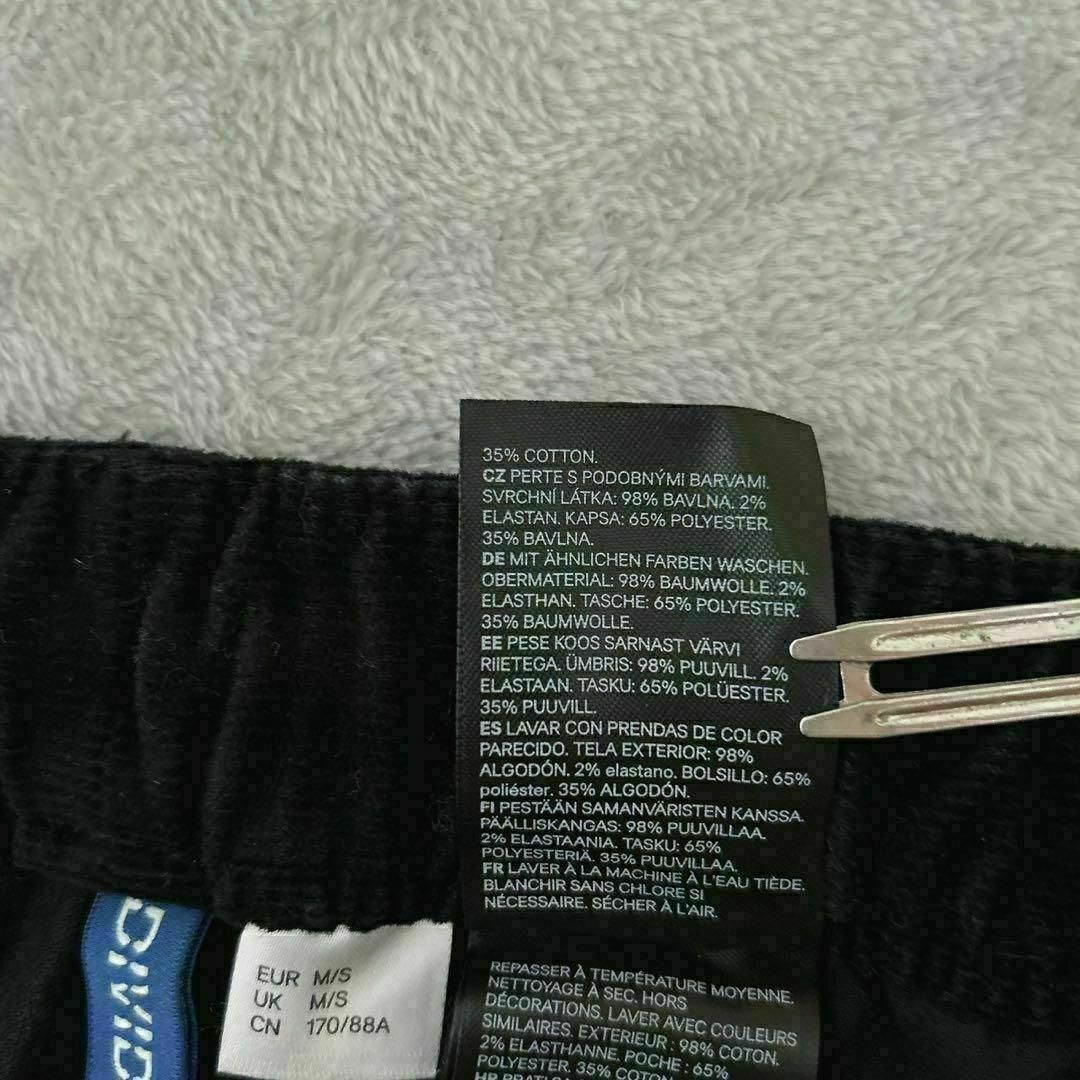 35% COTTON.
CZ PERTE S PODOBNÝMI BARVAMI.
SVRCHNÍ LÁTKA: 98% BAVLNA. 2%
ELASTAN. KAPSA: 65% POLYESTER.
35% BAVLNA.
DE MIT ÄHNLICHEN FARBEN WASCHEN.
OBERMATERIAL: 98% BAUMWOLLE. 2%
ELASTHAN. TASCHE: 65% POLYESTER.
35% BAUMWOLLE.
EE PESE KOOS SARNAST VÄRVI
RIIETEGA. ÜMBRIS: 98% PUUVILL. 2%
ELASTAAN. TASKU: 65% POLÜESTER.
35% PUUVILL.
ES LAVAR CON PRENDAS DE COLOR
PARECIDO. TELA EXTERIOR: 98%
ALGODÓN. 2% elastano. BOLSILLO: 65%
poliéster. 35% ALGODÓN.
FI PESTÄÄN SAMANVÄRISTEN KANSSA.
PÄÄLLISKANGAS: 98% PUUVILLAA.
2% ELASTAANIA. TASKU: 65%
POLYESTERIÄ. 35% PUUVILLAA.
FR LAVER À LA MACHINE À L'EAU TIÈDE.
BLANCHIR SANS CHLORE SI
NÉCESSAIRE. SÉCHER À L'AIR.
REPASSER À TEMPÉRATURE MOYENNE.
NETTOYAGE À SEC, HORS
DÉCORATIONS. LAVER AVEC COULEURS
SIMILAIRES. EXTERIEUR : 98% COTON.
2% ELASTHANNE. POCHE : 65%
POLYESTER. 35% COTON.
EUR M/S
UK M/S
CN 170/88A